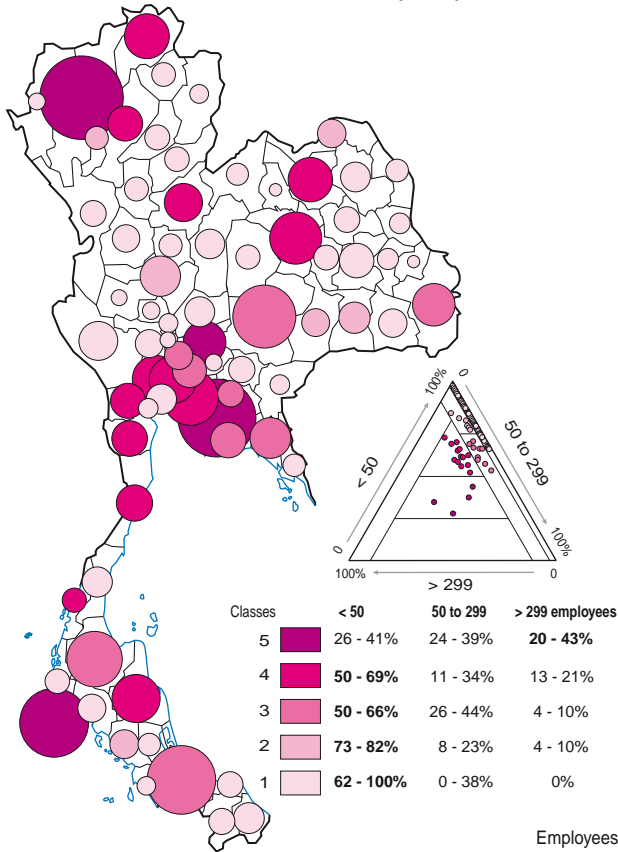 100%
0
< 50
50 to 299
0
100%
100%
0
> 299
Classes < 50 50 to 299 > 299 employees
5 26 - 41% 24 - 39% 20 - 43%
4 50 - 69% 11 - 34% 13 - 21%
3 50 - 66% 26 - 44% 4 - 10%
2 73 - 82% 8 - 23% 4 - 10%
1 62 - 100% 0 - 38% 0%
Employees